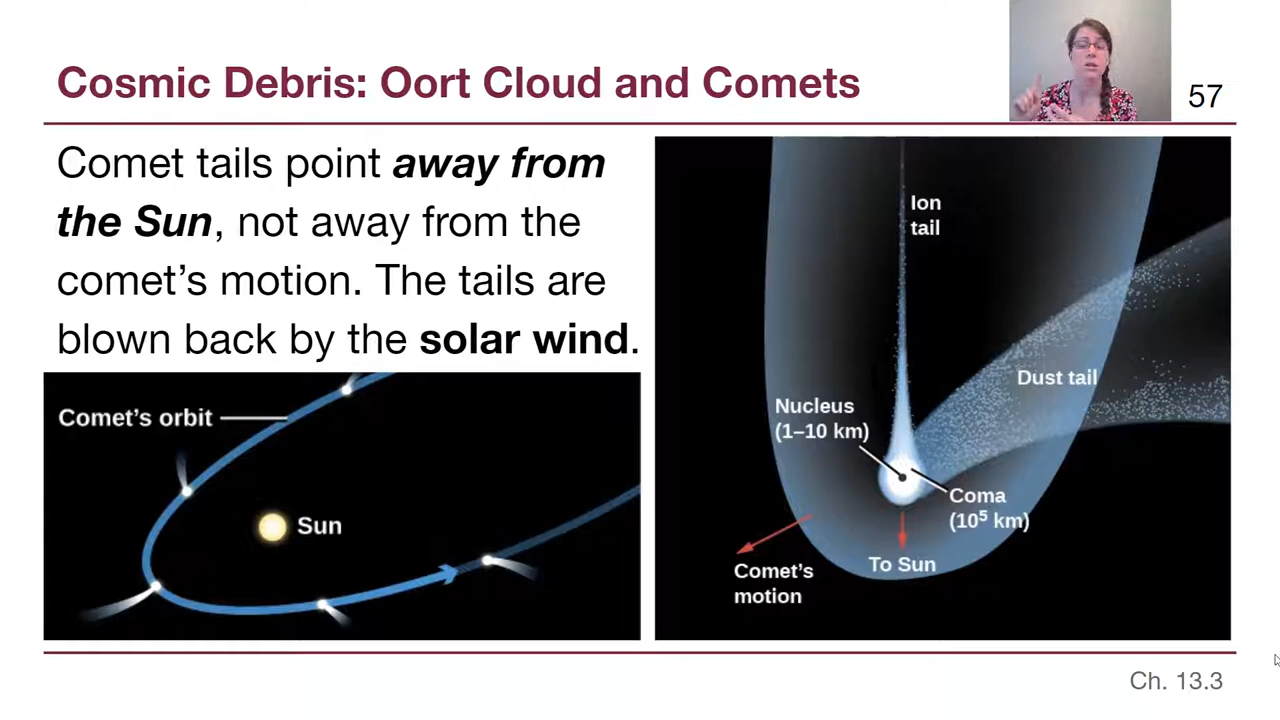 Cosmic Debris: Oort Cloud and Comets
57
Comet tails point away from
the Sun, not away from the
comet’s motion. The tails are
blown back by the solar wind.
Comet’s orbit
Sun
Ion
tail
Dust tail
Nucleus
(1–10 km)
Coma
(10⁵ km)
To Sun
Comet’s
motion
Ch. 13.3